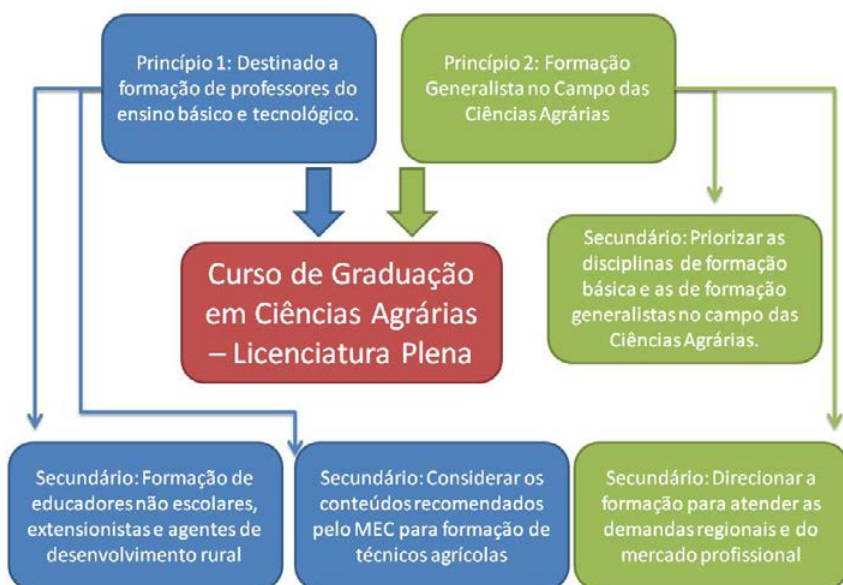 Princípio 1: Destinado a
formação de professores do
ensino básico e tecnológico.
Princípio 2: Formação
Generalista no Campo das
Ciências Agrárias
Curso de Graduação
em Ciências Agrárias
– Licenciatura Plena
Secundário: Priorizar as
disciplinas de formação
básica e as de formação
generalistas no campo das
Ciências Agrárias.
Secundário: Formação de
educadores não escolares,
extensionistas e agentes de
desenvolvimento rural
Secundário: Considerar os
conteúdos recomendados
pelo MEC para formação de
técnicos agrícolas
Secundário: Direcionar a
formação para atender as
demandas regionais e do
mercado profissional